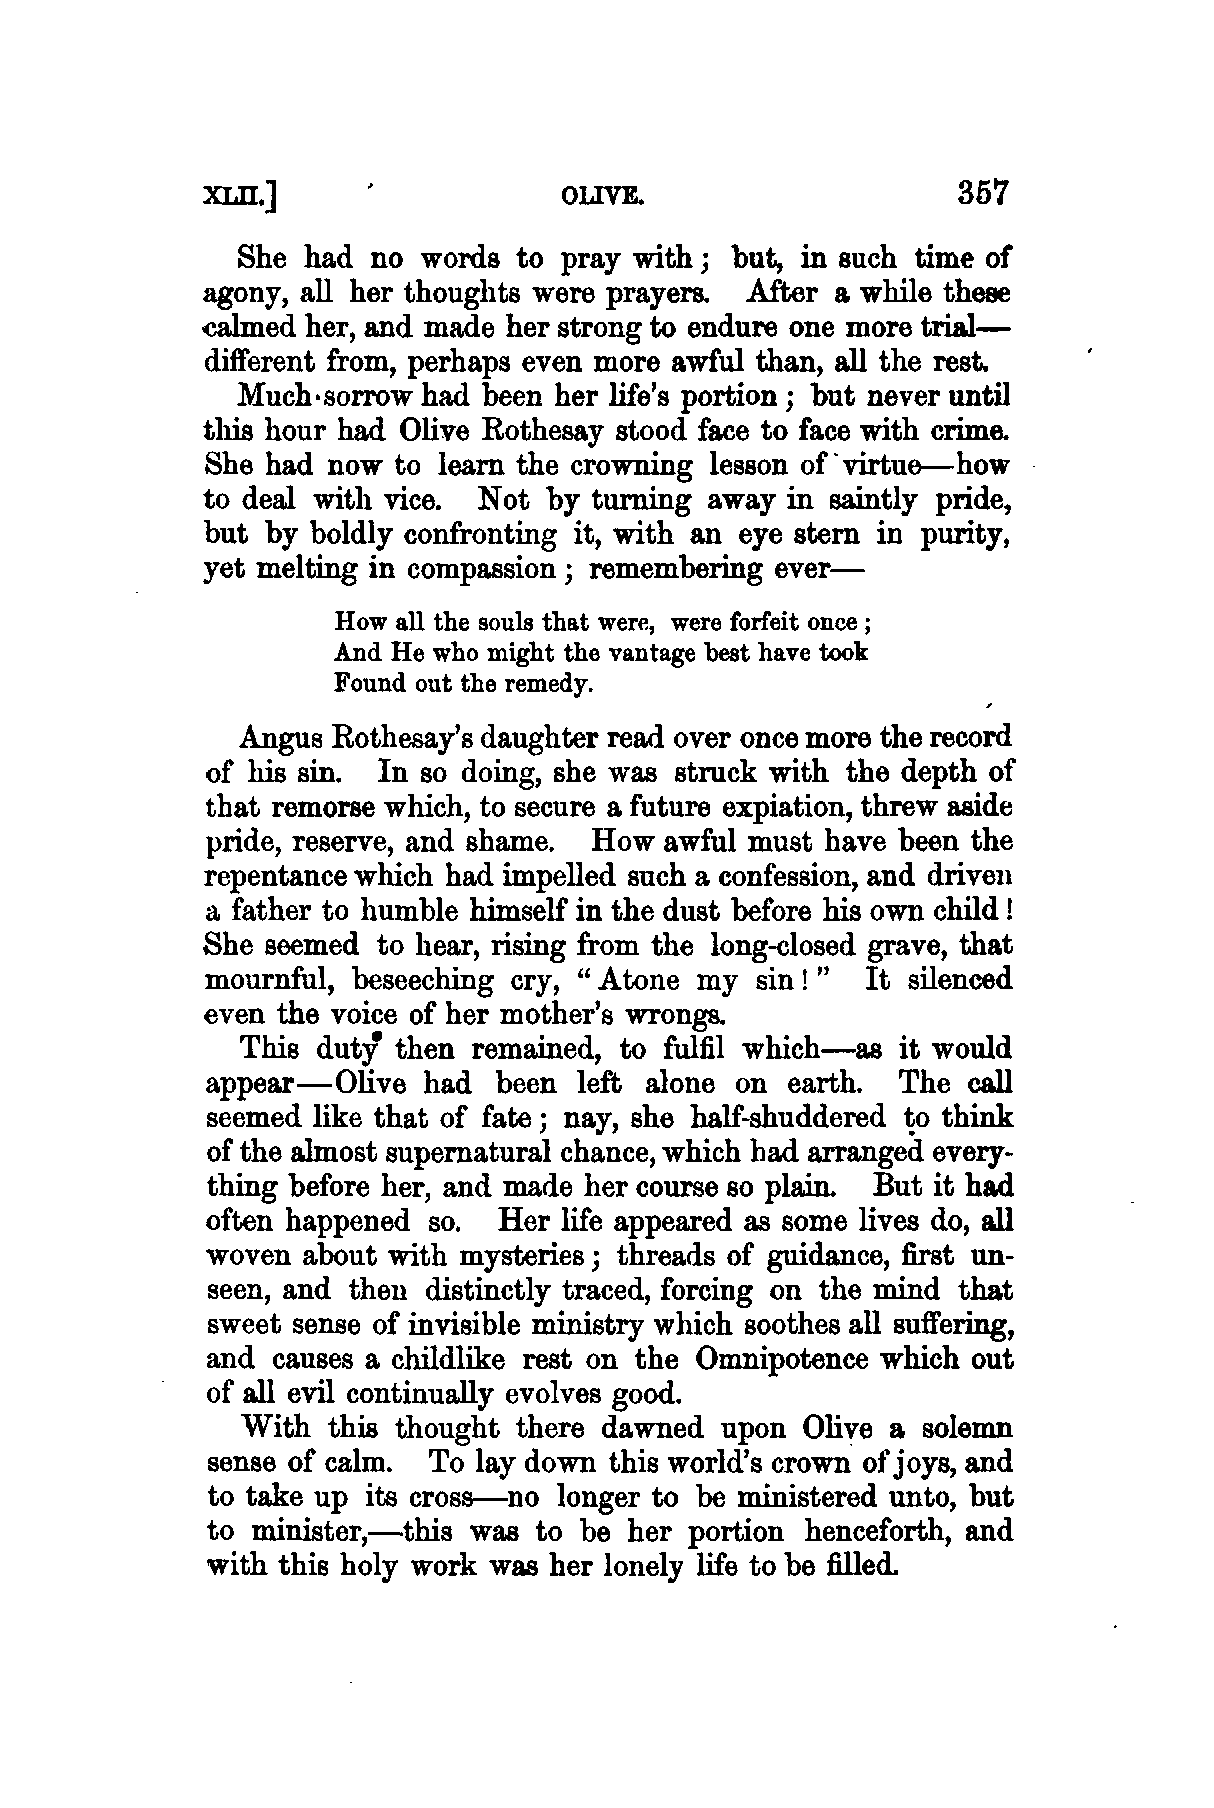 XLII.] OLIVE. 357
She had no words to pray with; but, in such time of
agony, all her thoughts were prayers. After a while these
calmed her, and made her strong to endure one more trial—
different from, perhaps even more awful than, all the rest.
Much sorrow had been her life's portion; but never until
this hour had Olive Rothesay stood face to face with crime.
She had now to learn the crowning lesson of virtue—how
to deal with vice. Not by turning away in saintly pride,
but by boldly confronting it, with an eye stern in purity,
yet melting in compassion; remembering ever—
How all the souls that were, were forfeit once;
And He who might the vantage best have took
Found out the remedy.
Angus Rothesay's daughter read over once more the record
of his sin. In so doing, she was struck with the depth of
that remorse which, to secure a future expiation, threw aside
pride, reserve, and shame. How awful must have been the
repentance which had impelled such a confession, and driven
a father to humble himself in the dust before his own child!
She seemed to hear, rising from the long-closed grave, that
mournful, beseeching cry, "Atone my sin!" It silenced
even the voice of her mother's wrongs.
This duty then remained, to fulfil which—as it would
appear—Olive had been left alone on earth. The call
seemed like that of fate; nay, she half-shuddered to think
of the almost supernatural chance, which had arranged every-
thing before her, and made her course so plain. But it had
often happened so. Her life appeared as some lives do, all
woven about with mysteries; threads of guidance, first un-
seen, and then distinctly traced, forcing on the mind that
sweet sense of invisible ministry which soothes all suffering,
and causes a childlike rest on the Omnipotence which out
of all evil continually evolves good.
With this thought there dawned upon Olive a solemn
sense of calm. To lay down this world's crown of joys, and
to take up its cross—no longer to be ministered unto, but
to minister,—this was to be her portion henceforth, and
with this holy work was her lonely life to be filled.